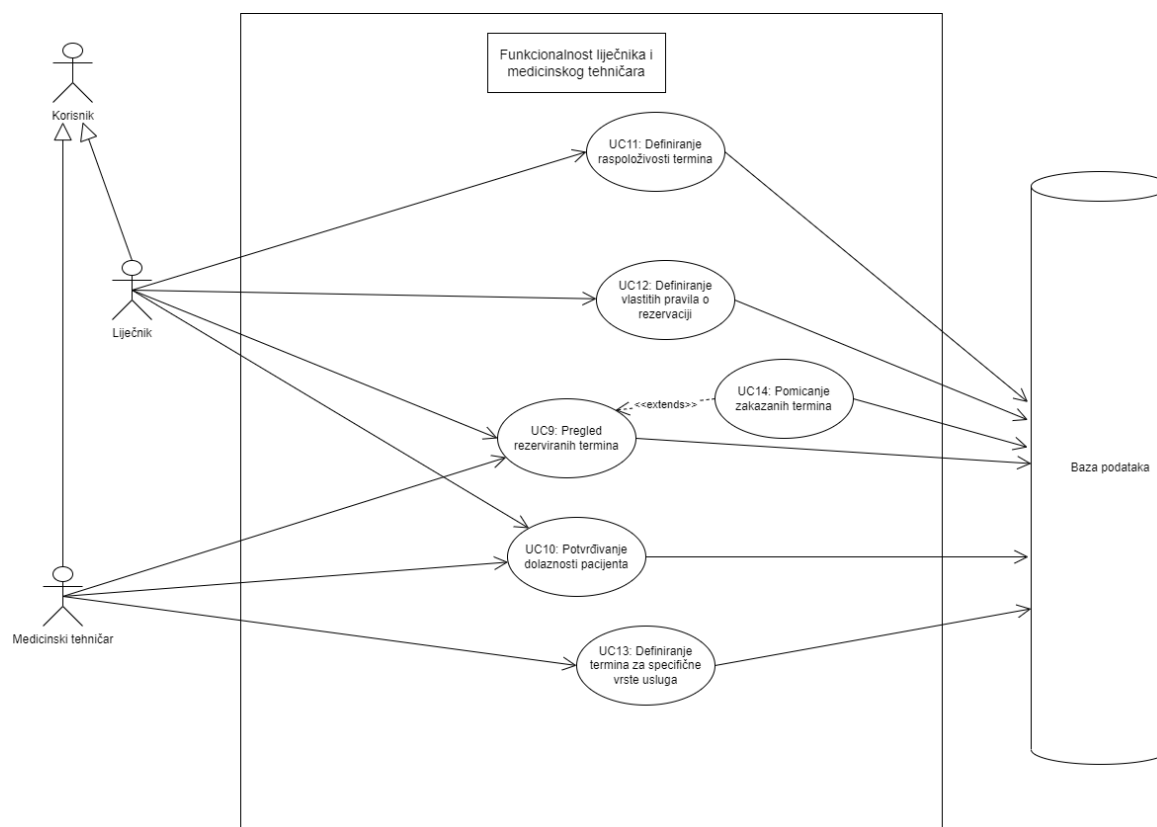 Funkcionalnost liječnika i
medicinskog tehničara
Korisnik
UC11: Definiranje
raspoloživosti termina
UC12: Definiranje
vlastitih pravila o
rezervaciji
Liječnik
UC14: Pomicanje
zakazanih termina
<<extends>>
UC9: Pregled
rezerviranih termina
Baza podataka
UC10: Potvrđivanje
dolaznosti pacijenta
Medicinski tehničar
UC13: Definiranje
termina za specifične
vrste usluga